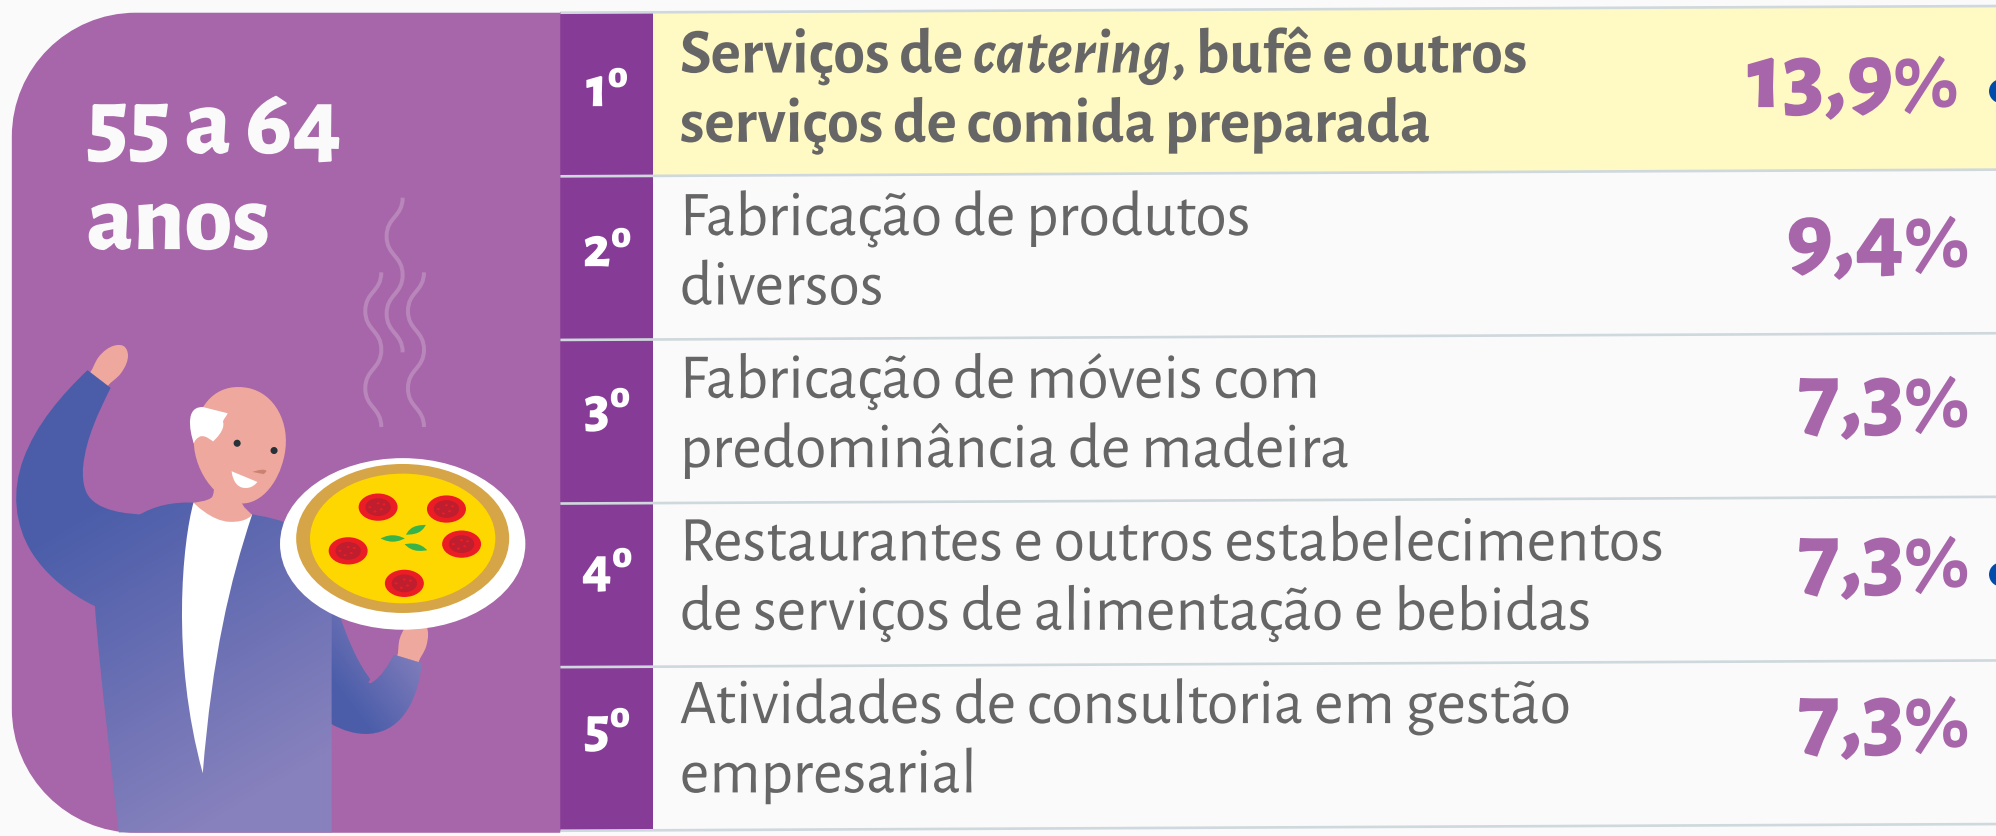 55 a 64
anos
1º
Serviços de catering, bufê e outros
serviços de comida preparada
13,9%
2º
Fabricação de produtos
diversos
9,4%
3º
Fabricação de móveis com
predominância de madeira
7,3%
4º
Restaurantes e outros estabelecimentos
de serviços de alimentação e bebidas
7,3%
5º
Atividades de consultoria em gestão
empresarial
7,3%